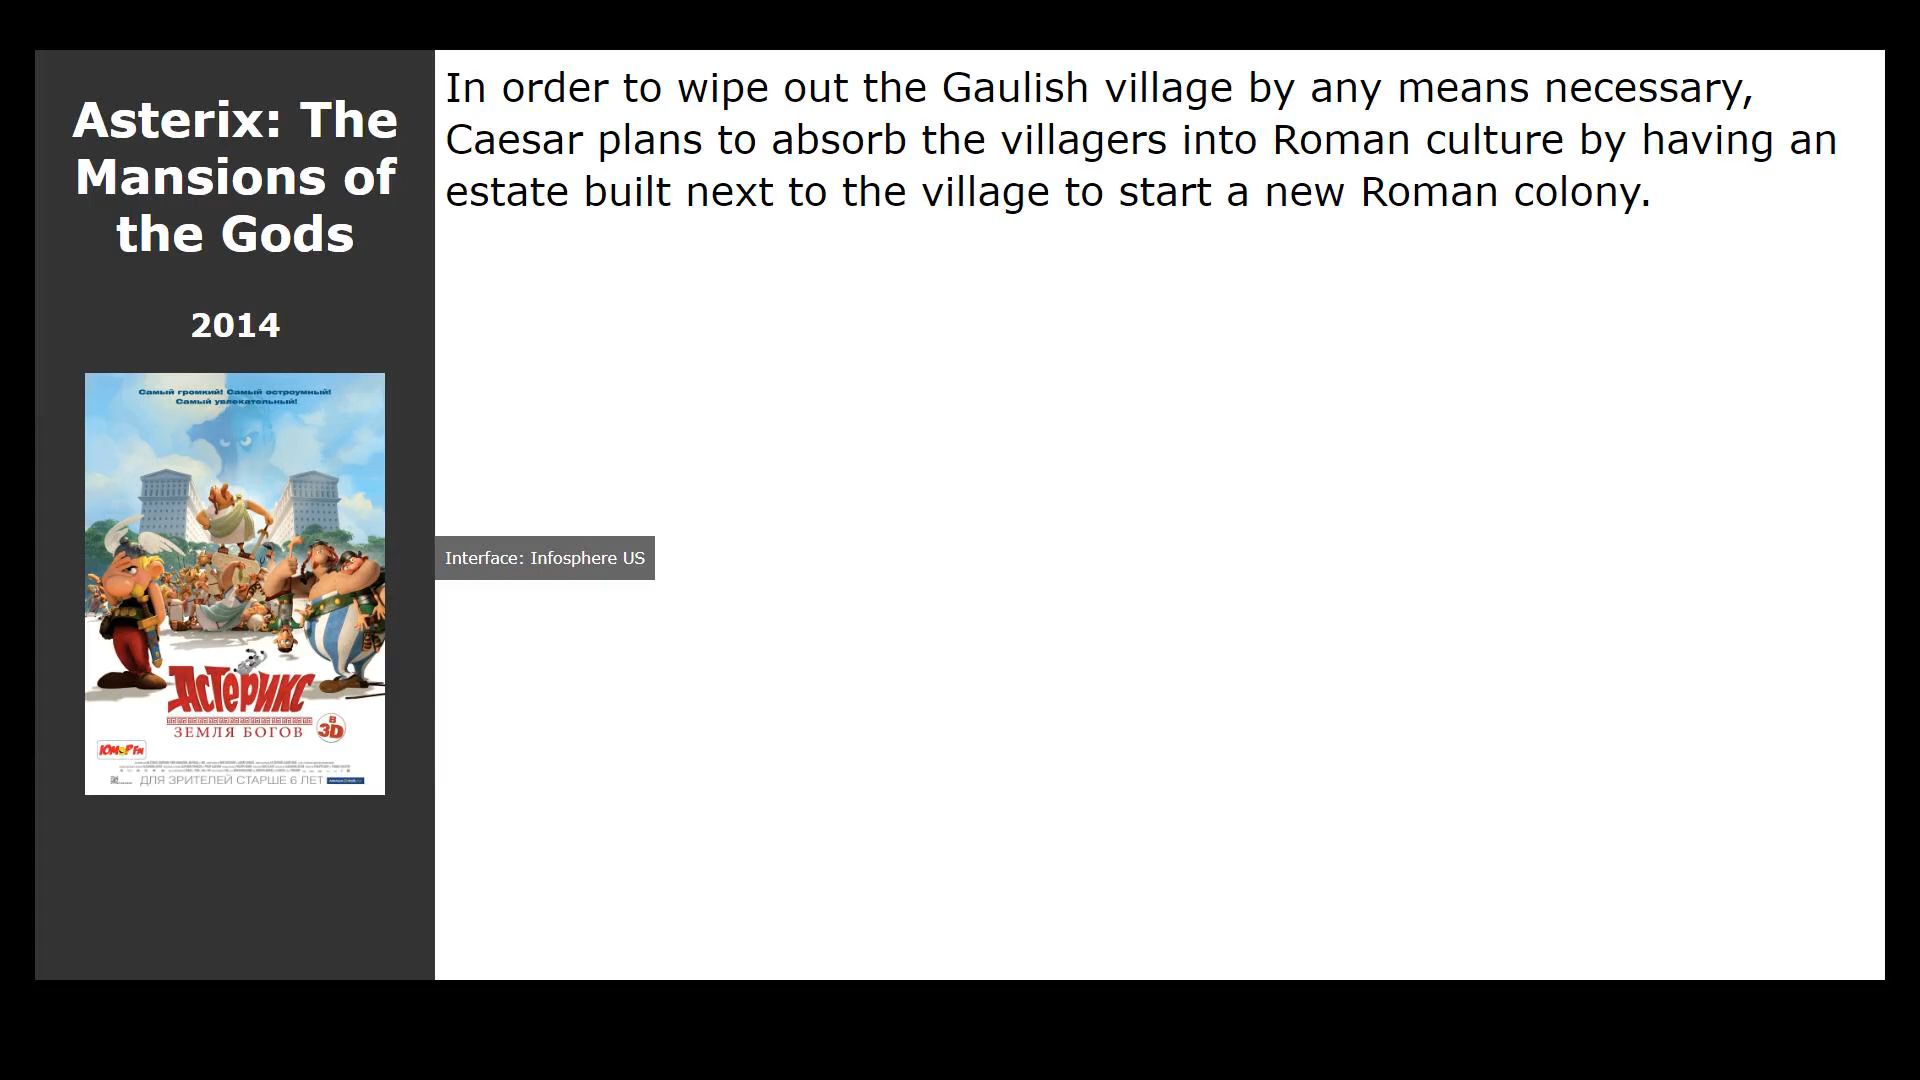 Asterix: The
Mansions of
the Gods
2014
Самый громкий! Самый остроумный!
Самый увлекательный!
АСТЕРИКС
ЗЕМЛЯ БОГОВ
В
3D
ЮМОР FM
ДЛЯ ЗРИТЕЛЕЙ СТАРШЕ 6 ЛЕТ
In order to wipe out the Gaulish village by any means necessary,
Caesar plans to absorb the villagers into Roman culture by having an
estate built next to the village to start a new Roman colony.
Interface: Infosphere US